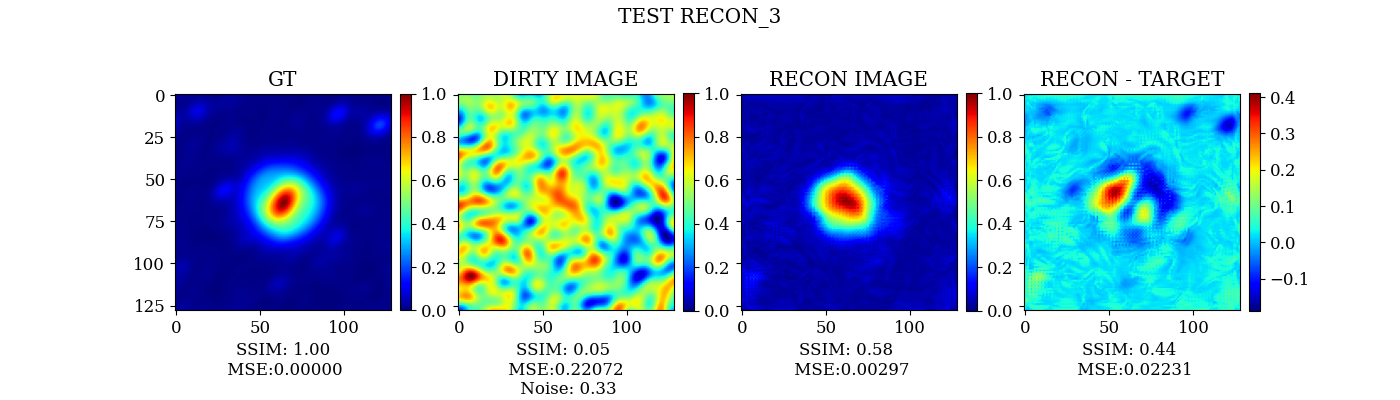 TEST RECON_3
GT
DIRTY IMAGE
RECON IMAGE
RECON - TARGET
0
25
50
75
100
125
0 50 100
1.0
0.8
0.6
0.4
0.2
0.0
0 50 100
1.0
0.8
0.6
0.4
0.2
0.0
0 50 100
1.0
0.8
0.6
0.4
0.2
0.0
0 50 100
0.4
0.3
0.2
0.1
0.0
−0.1
SSIM: 1.00
MSE:0.00000
SSIM: 0.05
MSE:0.22072
Noise: 0.33
SSIM: 0.58
MSE:0.00297
SSIM: 0.44
MSE:0.02231